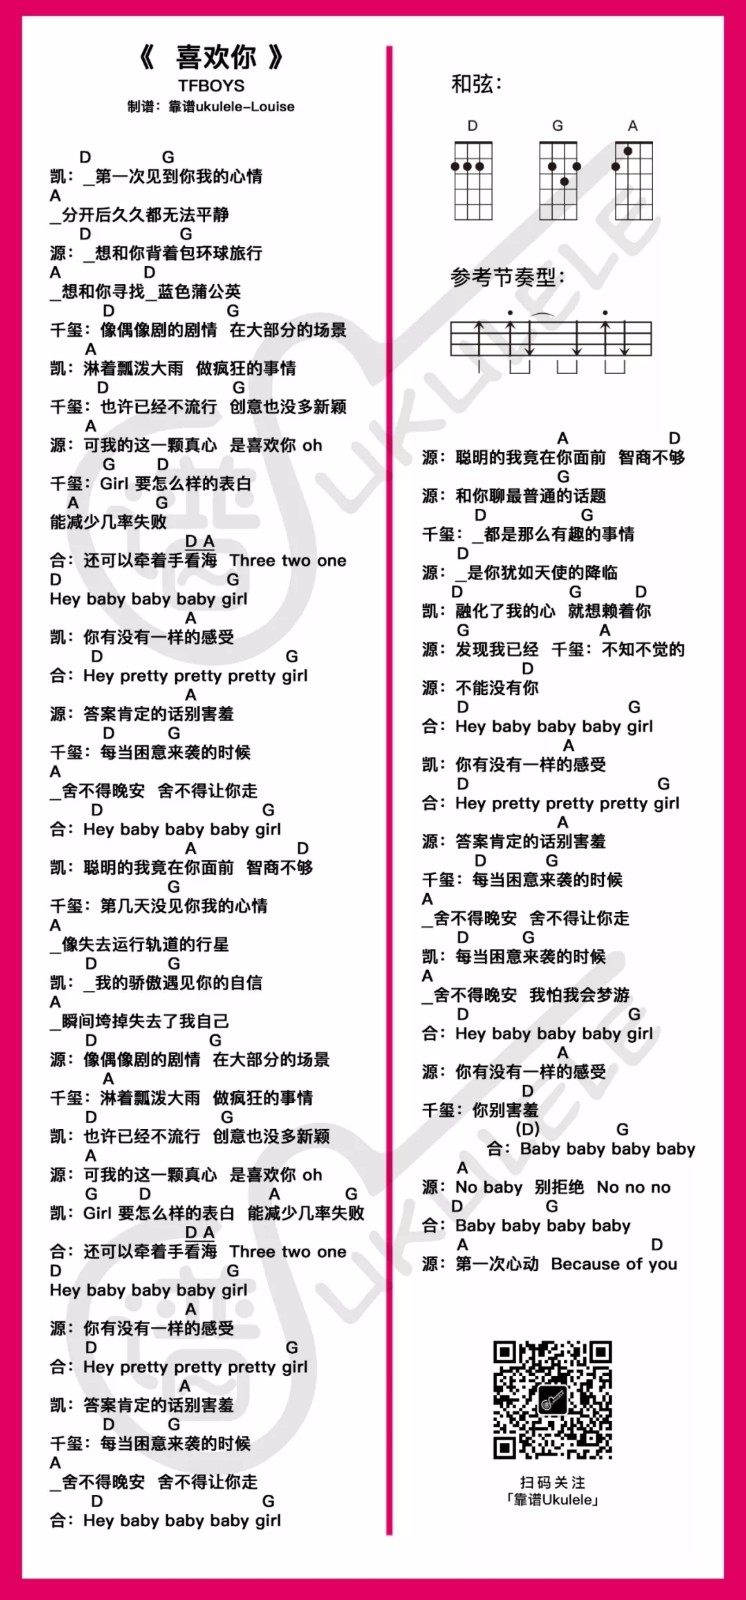 《 喜欢你 》
TFBOYS
制谱：靠谱ukulele-Louise
D G
凯：_第一次见到你我的心情
A
_分开后久久都无法平静
D G
源：_想和你背着包环球旅行
A D
_想和你寻找_蓝色蒲公英
D G
千玺：像偶像剧的剧情 在大部分的场景
A
凯：淋着瓢泼大雨 做疯狂的事情
D G
千玺：也许已经不流行 创意也没多新颖
A
源：可我的这一颗真心 是喜欢你 oh
G D
千玺：Girl 要怎么样的表白
A G
能减少几率失败
D A
合：还可以牵着手看海 Three two one
D G
Hey baby baby baby girl
A
凯：你有没有一样的感受
D G
合：Hey pretty pretty pretty girl
A
源：答案肯定的话别害羞
D G
千玺：每当困意来袭的时候
A
_舍不得晚安 舍不得让你走
D G
合：Hey baby baby baby girl
A D
凯：聪明的我竟在你面前 智商不够
G
千玺：第几天没见你我的心情
A
_像失去运行轨道的行星
D G
凯：_我的骄傲遇见你的自信
A
_瞬间垮掉失去了我自己
D G
源：像偶像剧的剧情 在大部分的场景
A
千玺：淋着瓢泼大雨 做疯狂的事情
D G
凯：也许已经不流行 创意也没多新颖
A
源：可我的这一颗真心 是喜欢你 oh
G D A G
凯：Girl 要怎么样的表白 能减少几率失败
D A
合：还可以牵着手看海 Three two one
D G
Hey baby baby baby girl
A
源：你有没有一样的感受
D G
合：Hey pretty pretty pretty girl
A
凯：答案肯定的话别害羞
D G
千玺：每当困意来袭的时候
A
_舍不得晚安 舍不得让你走
D G
合：Hey baby baby baby girl
和弦：
D G A
参考节奏型：
A D
源：聪明的我竟在你面前 智商不够
G
源：和你聊最普通的话题
D G
千玺：_都是那么有趣的事情
D
源：_是你犹如天使的降临
D G D
凯：融化了我的心 就想赖着你
G A
源：发现我已经 千玺：不知不觉的
D
源：不能没有你
D G
合：Hey baby baby baby girl
A
凯：你有没有一样的感受
D G
合：Hey pretty pretty pretty girl
A
源：答案肯定的话别害羞
D G
千玺：每当困意来袭的时候
A
_舍不得晚安 舍不得让你走
D G
凯：每当困意来袭的时候
A
_舍不得晚安 我怕我会梦游
D G
合：Hey baby baby baby girl
A
源：你有没有一样的感受
D
千玺：你别害羞
(D) G
合：Baby baby baby baby
A
源：No baby 别拒绝 No no no
D G
合：Baby baby baby baby
A D
源：第一次心动 Because of you
扫码关注
「靠谱Ukulele」
谱 UKULELE
谱 UKULELE